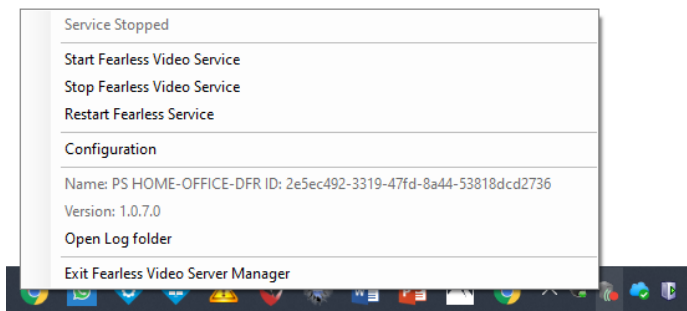 Service Stopped
Start Fearless Video Service
Stop Fearless Video Service
Restart Fearless Service
Configuration
Name: PS HOME-OFFICE-DFR ID: 2e5ec492-3319-47fd-8a44-53818dcd2736
Version: 1.0.7.0
Open Log folder
Exit Fearless Video Server Manager